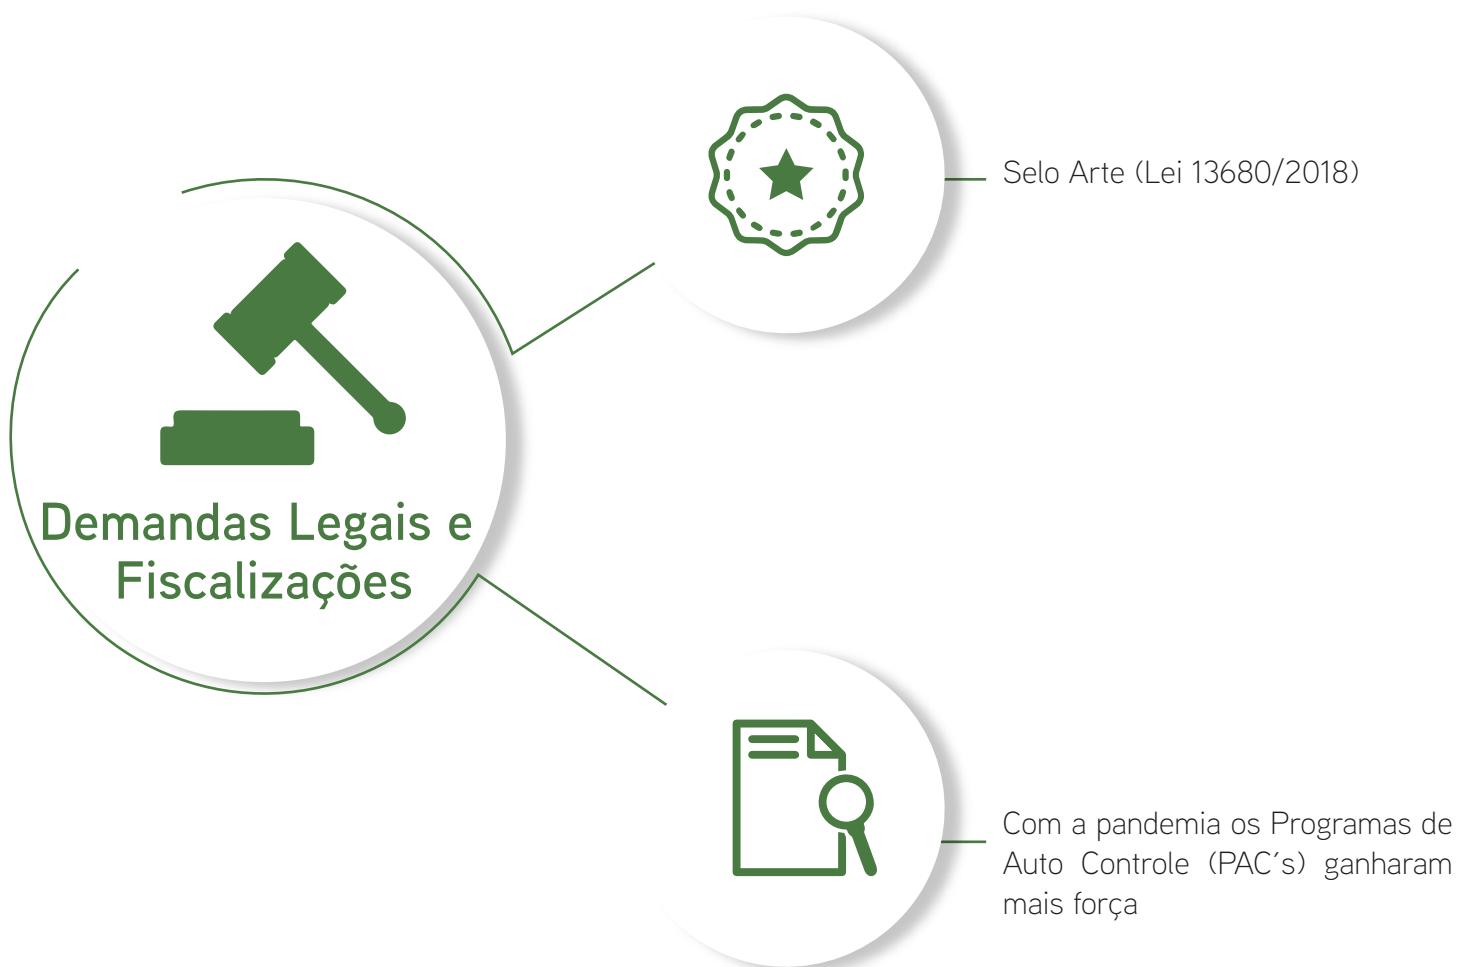 Selo Arte (Lei 13680/2018)
Demandas Legais e
Fiscalizações
Com a pandemia os Programas de
Auto Controle (PAC´s) ganharam
mais força